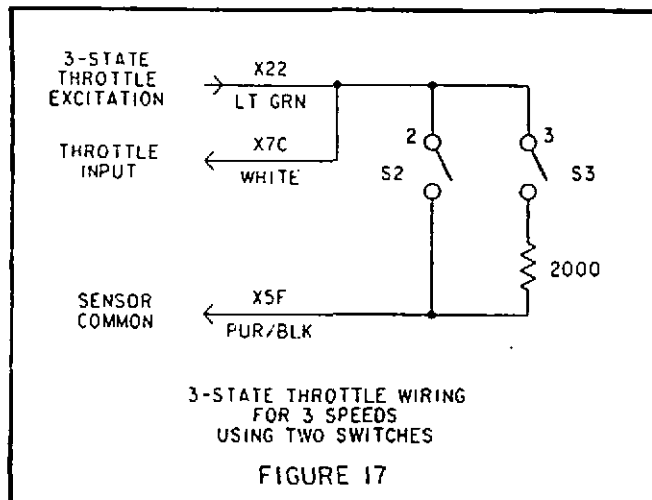 3-STATE
THROTTLE
EXCITATION
X22
LT GRN
THROTTLE
INPUT
X7C
WHITE
2
S2
3
S3
2000
SENSOR
COMMON
X5F
PUR/BLK
3-STATE THROTTLE WIRING
FOR 3 SPEEDS
USING TWO SWITCHES
FIGURE 17